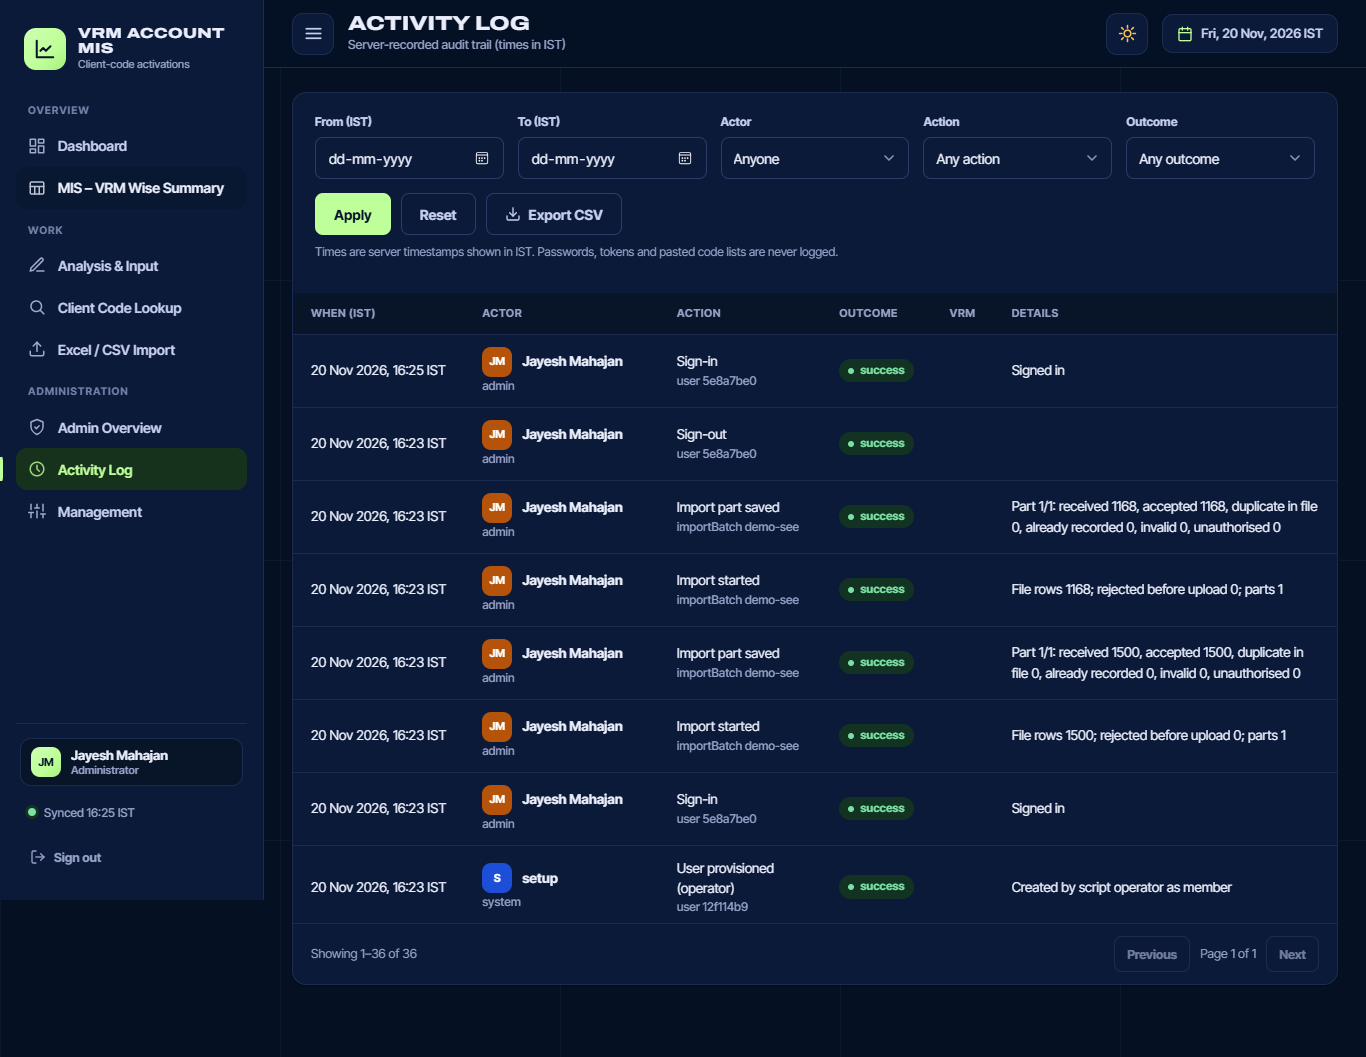 VRM ACCOUNT
MIS
Client-code activations
OVERVIEW
Dashboard
MIS – VRM Wise Summary
WORK
Analysis & Input
Client Code Lookup
Excel / CSV Import
ADMINISTRATION
Admin Overview
Activity Log
Management
JM
Jayesh Mahajan
Administrator
Synced 16:25 IST
Sign out
ACTIVITY LOG
Server-recorded audit trail (times in IST)
Fri, 20 Nov, 2026 IST
From (IST) To (IST) Actor Action Outcome
dd-mm-yyyy dd-mm-yyyy Anyone Any action Any outcome
Apply Reset Export CSV
Times are server timestamps shown in IST. Passwords, tokens and pasted code lists are never logged.
WHEN (IST) ACTOR ACTION OUTCOME VRM DETAILS
20 Nov 2026, 16:25 IST JM Jayesh Mahajan Sign-in success Signed in
admin user 5e8a7be0
20 Nov 2026, 16:23 IST JM Jayesh Mahajan Sign-out success
admin user 5e8a7be0
20 Nov 2026, 16:23 IST JM Jayesh Mahajan Import part saved success Part 1/1: received 1168, accepted 1168, duplicate in file
admin importBatch demo-see 0, already recorded 0, invalid 0, unauthorised 0
20 Nov 2026, 16:23 IST JM Jayesh Mahajan Import started success File rows 1168; rejected before upload 0; parts 1
admin importBatch demo-see
20 Nov 2026, 16:23 IST JM Jayesh Mahajan Import part saved success Part 1/1: received 1500, accepted 1500, duplicate in
admin importBatch demo-see file 0, already recorded 0, invalid 0, unauthorised 0
20 Nov 2026, 16:23 IST JM Jayesh Mahajan Import started success File rows 1500; rejected before upload 0; parts 1
admin importBatch demo-see
20 Nov 2026, 16:23 IST JM Jayesh Mahajan Sign-in success Signed in
admin user 5e8a7be0
20 Nov 2026, 16:23 IST S setup User provisioned success Created by script operator as member
system (operator)
user 12f114b9
Showing 1–36 of 36 Previous Page 1 of 1 Next